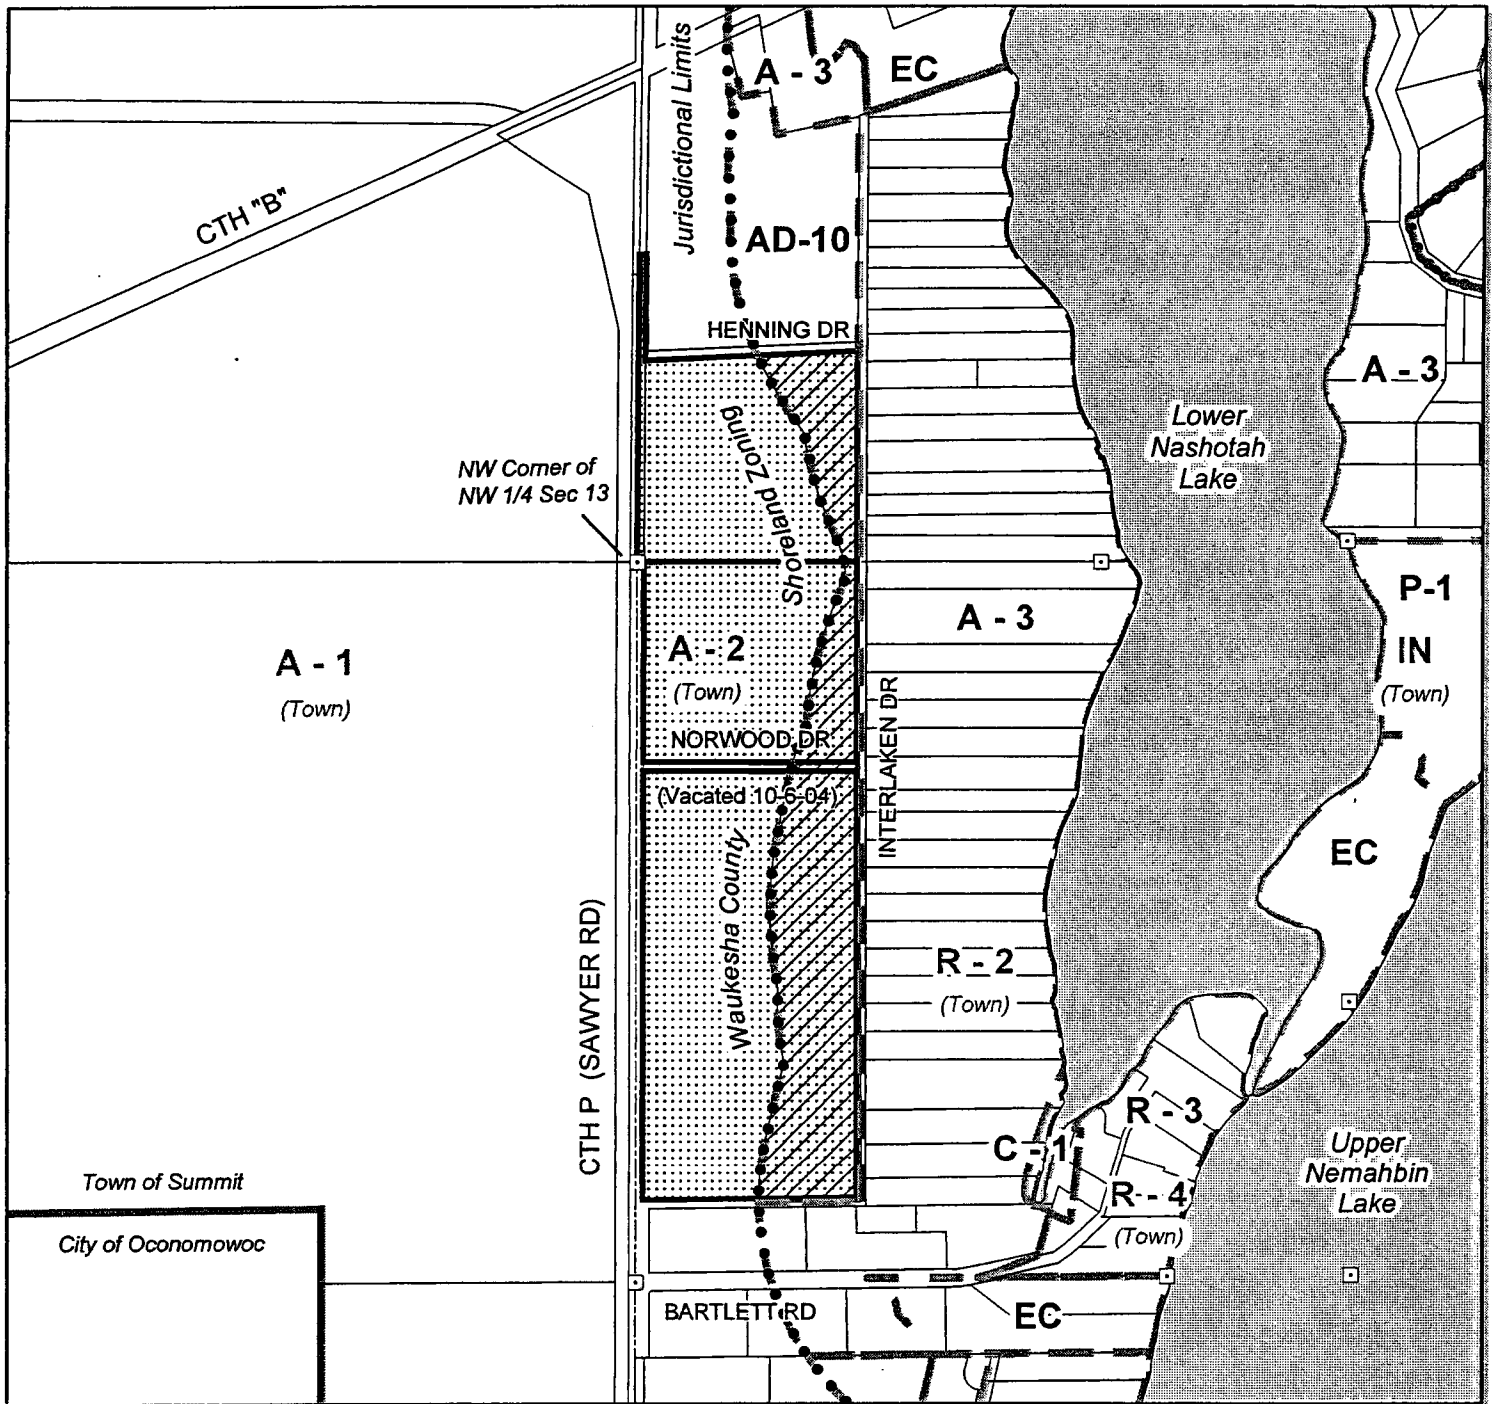 Jurisdictional Limits
A - 3
EC
CTH "B"
AD-10
HENNING DR
A - 3
Lower
Nashotah
Lake
NW Corner of
NW 1/4 Sec 13
Shoreland Zoning
P-1
A - 3
IN
(Town)
A - 1
(Town)
A - 2
(Town)
INTERLAKEN DR
NORWOOD DR
(Vacated 10-6-04)
EC
Waukesha County
CTH P (SAWYER RD)
R - 2
(Town)
R - 3
C - 1
Upper
Nemahbin
Lake
R - 4
(Town)
Town of Summit
City of Oconomowoc
BARTLETT RD
EC